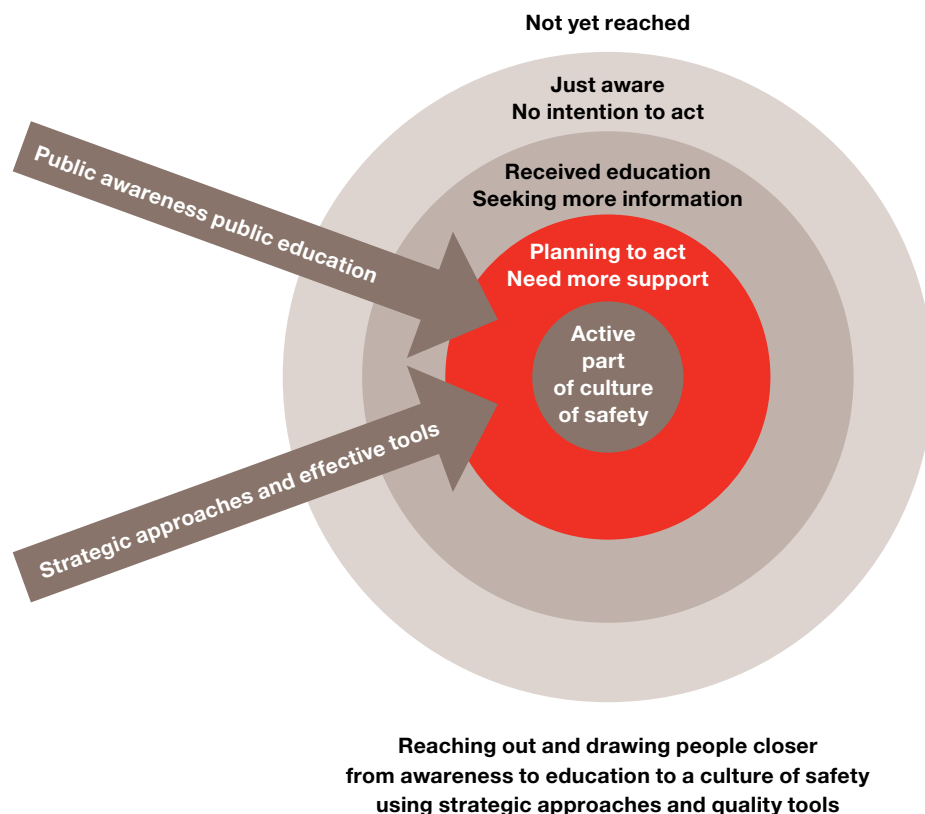 Not yet reached
Just aware
No intention to act
Received education
Seeking more information
Planning to act
Need more support
Active
part
of culture
of safety
Public awareness public education
Strategic approaches and effective tools
Reaching out and drawing people closer
from awareness to education to a culture of safety
using strategic approaches and quality tools